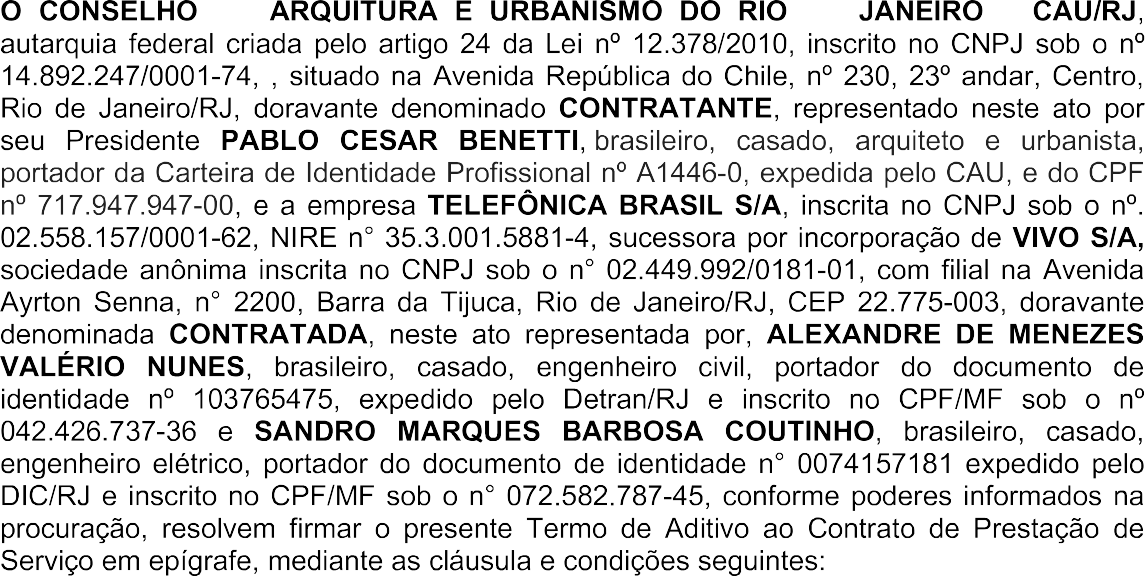 O CONSELHO ARQUITURA E URBANISMO DO RIO JANEIRO CAU/RJ,
autarquia federal criada pelo artigo 24 da Lei nº 12.378/2010, inscrito no CNPJ sob o nº
14.892.247/0001-74, , situado na Avenida República do Chile, nº 230, 23º andar, Centro,
Rio de Janeiro/RJ, doravante denominado CONTRATANTE, representado neste ato por
seu Presidente PABLO CESAR BENETTI, brasileiro, casado, arquiteto e urbanista,
portador da Carteira de Identidade Profissional nº A1446-0, expedida pelo CAU, e do CPF
nº 717.947.947-00, e a empresa TELEFÔNICA BRASIL S/A, inscrita no CNPJ sob o nº.
02.558.157/0001-62, NIRE n° 35.3.001.5881-4, sucessora por incorporação de VIVO S/A,
sociedade anônima inscrita no CNPJ sob o n° 02.449.992/0181-01, com filial na Avenida
Ayrton Senna, n° 2200, Barra da Tijuca, Rio de Janeiro/RJ, CEP 22.775-003, doravante
denominada CONTRATADA, neste ato representada por, ALEXANDRE DE MENEZES
VALÉRIO NUNES, brasileiro, casado, engenheiro civil, portador do documento de
identidade nº 103765475, expedido pelo Detran/RJ e inscrito no CPF/MF sob o nº
042.426.737-36 e SANDRO MARQUES BARBOSA COUTINHO, brasileiro, casado,
engenheiro elétrico, portador do documento de identidade n° 0074157181 expedido pelo
DIC/RJ e inscrito no CPF/MF sob o n° 072.582.787-45, conforme poderes informados na
procuração, resolvem firmar o presente Termo de Aditivo ao Contrato de Prestação de
Serviço em epígrafe, mediante as cláusula e condições seguintes: